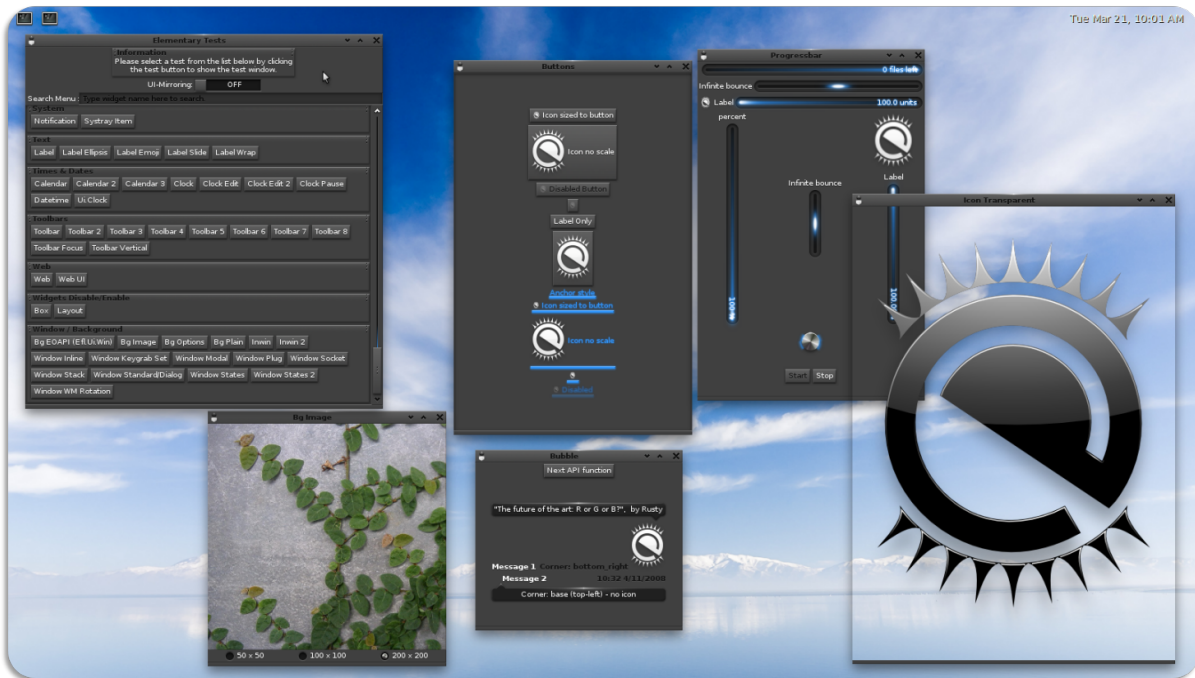 Tue Mar 21, 10:01 AM
Elementary Tests
Information
Please select a test from the list below by clicking
the test button to show the test window.
UI-Mirroring: OFF
Search Menu : Type widget name here to search
System
Notification Systray Item
Text
Label Label Ellipsis Label Emoji Label Slide Label Wrap
Times & Dates
Calendar Calendar 2 Calendar 3 Clock Clock Edit Clock Edit 2 Clock Pause
Datetime Ui.Clock
Toolbars
Toolbar Toolbar 2 Toolbar 3 Toolbar 4 Toolbar 5 Toolbar 6 Toolbar 7 Toolbar 8
Toolbar Focus Toolbar Vertical
Web
Web Web UI
Widgets Disable/Enable
Box Layout
Window / Background
Bg EOAPI (Efl.Ui.Win) Bg Image Bg Options Bg Plain Inwin Inwin 2
Window Inline Window Keygrab Set Window Modal Window Plug Window Socket
Window Stack Window Standard/Dialog Window States Window States 2
Window WM Rotation
Bg Image
50 x 50 100 x 100 200 x 200
Buttons
Icon sized to button
Icon no scale
Disabled Button
Label Only
Anchor style
Icon sized to button
Icon no scale
Disabled
Bubble
Next API function
"The future of the art: R or G or B?", by Rusty
Message 1 Corner: bottom_right
Message 2 10:32 4/11/2008
Corner: base (top-left) - no icon
Progressbar
0 files left
Infinite bounce
Label 100.0 units
percent
Infinite bounce
Label
100 %
Start Stop
Icon Transparent